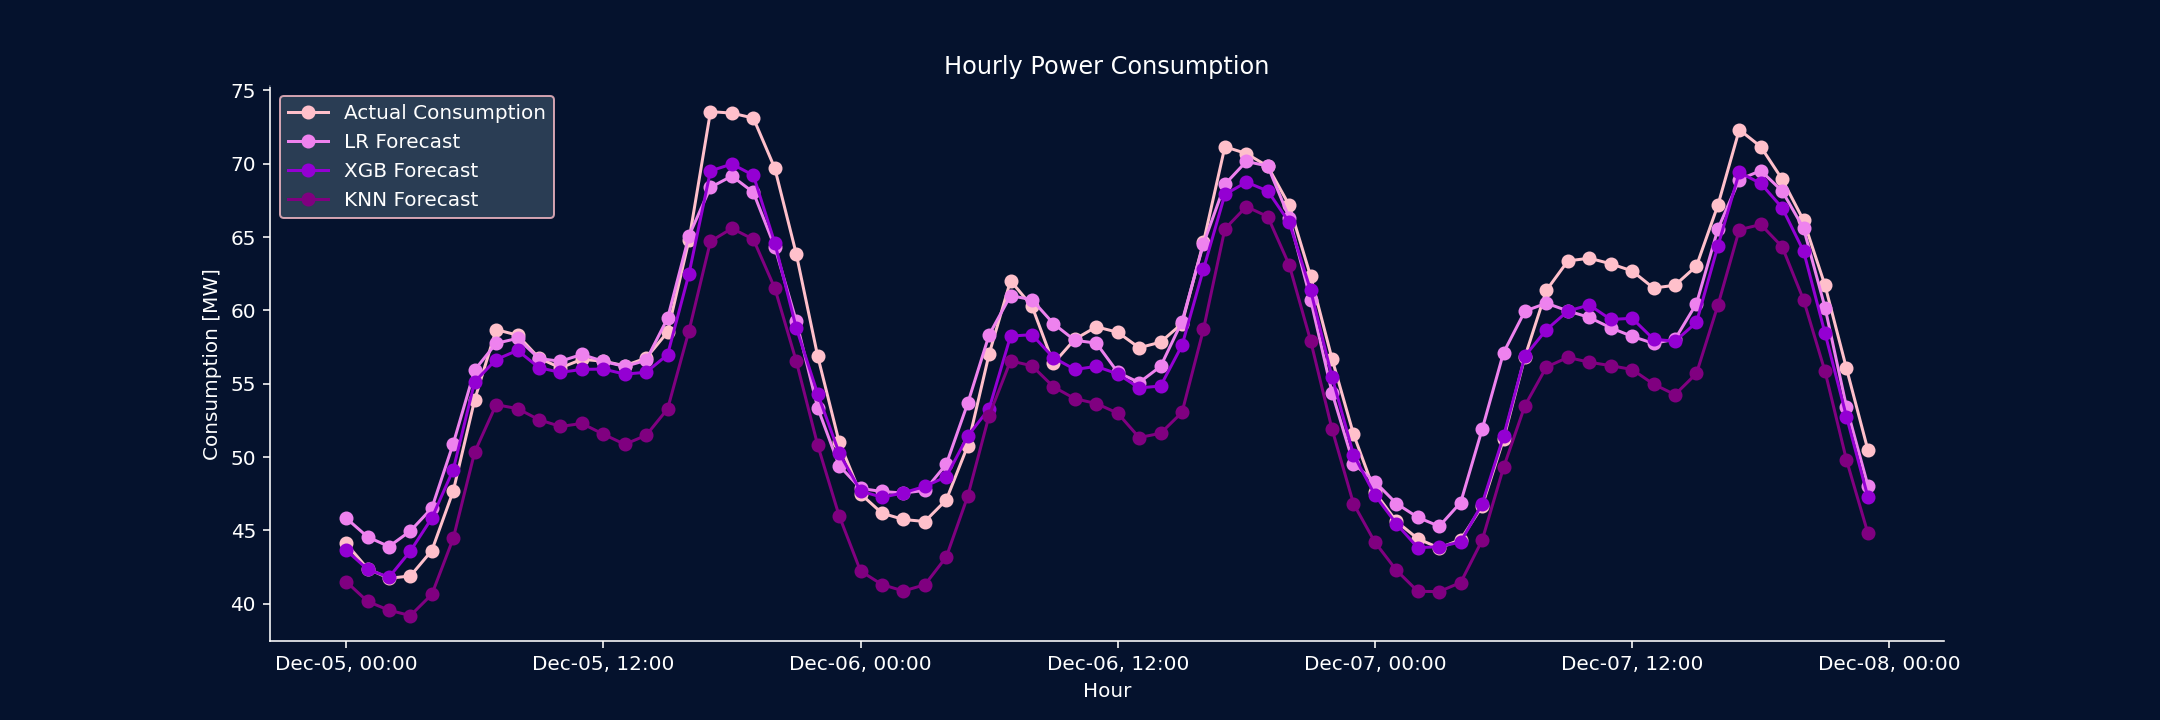 Hourly Power Consumption
Actual Consumption
LR Forecast
XGB Forecast
KNN Forecast
Consumption [MW]
75
70
65
60
55
50
45
40
Dec-05, 00:00
Dec-05, 12:00
Dec-06, 00:00
Dec-06, 12:00
Dec-07, 00:00
Dec-07, 12:00
Dec-08, 00:00
Hour